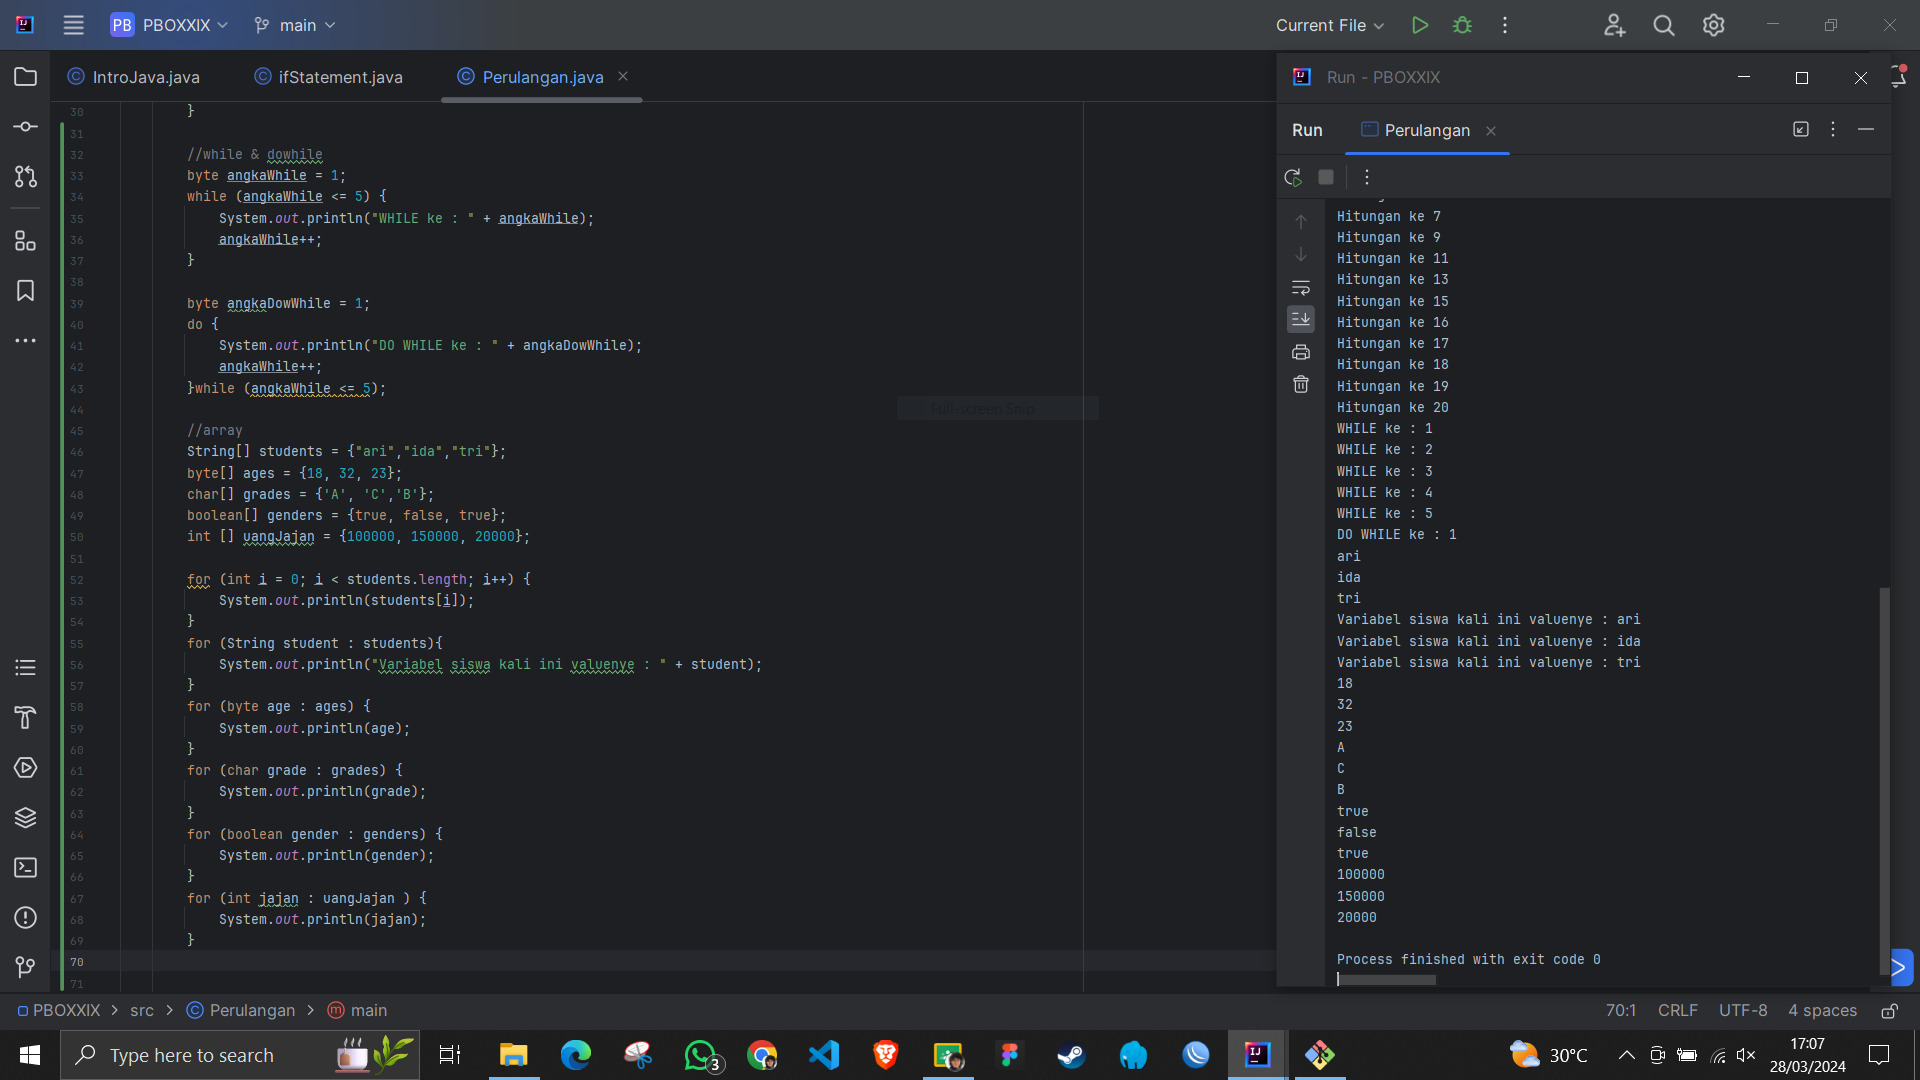 PB PBOXXIX main Current File
IntroJava.java ifStatement.java Perulangan.java
30 }
31
32 //while & dowhile
33 byte angkaWhile = 1;
34 while (angkaWhile <= 5) {
35 System.out.println("WHILE ke : " + angkaWhile);
36 angkaWhile++;
37 }
38
39 byte angkaDowWhile = 1;
40 do {
41 System.out.println("DO WHILE ke : " + angkaDowWhile);
42 angkaWhile++;
43 }while (angkaWhile <= 5);
44
45 //array
46 String[] students = {"ari","ida","tri"};
47 byte[] ages = {18, 32, 23};
48 char[] grades = {'A', 'C','B'};
49 boolean[] genders = {true, false, true};
50 int [] uangJajan = {100000, 150000, 20000};
51
52 for (int i = 0; i < students.length; i++) {
53 System.out.println(students[i]);
54 }
55 for (String student : students){
56 System.out.println("Variabel siswa kali ini valuenye : " + student);
57 }
58 for (byte age : ages) {
59 System.out.println(age);
60 }
61 for (char grade : grades) {
62 System.out.println(grade);
63 }
64 for (boolean gender : genders) {
65 System.out.println(gender);
66 }
67 for (int jajan : uangJajan ) {
68 System.out.println(jajan);
69 }
70
71
Full-screen Snip
Run - PBOXXIX
Run Perulangan
Hitungan ke 7
Hitungan ke 9
Hitungan ke 11
Hitungan ke 13
Hitungan ke 15
Hitungan ke 16
Hitungan ke 17
Hitungan ke 18
Hitungan ke 19
Hitungan ke 20
WHILE ke : 1
WHILE ke : 2
WHILE ke : 3
WHILE ke : 4
WHILE ke : 5
DO WHILE ke : 1
ari
ida
tri
Variabel siswa kali ini valuenye : ari
Variabel siswa kali ini valuenye : ida
Variabel siswa kali ini valuenye : tri
18
32
23
A
C
B
true
false
true
100000
150000
20000
Process finished with exit code 0
PBOXXIX > src > Perulangan > main 70:1 CRLF UTF-8 4 spaces
Type here to search 3 30°C 17:07
28/03/2024